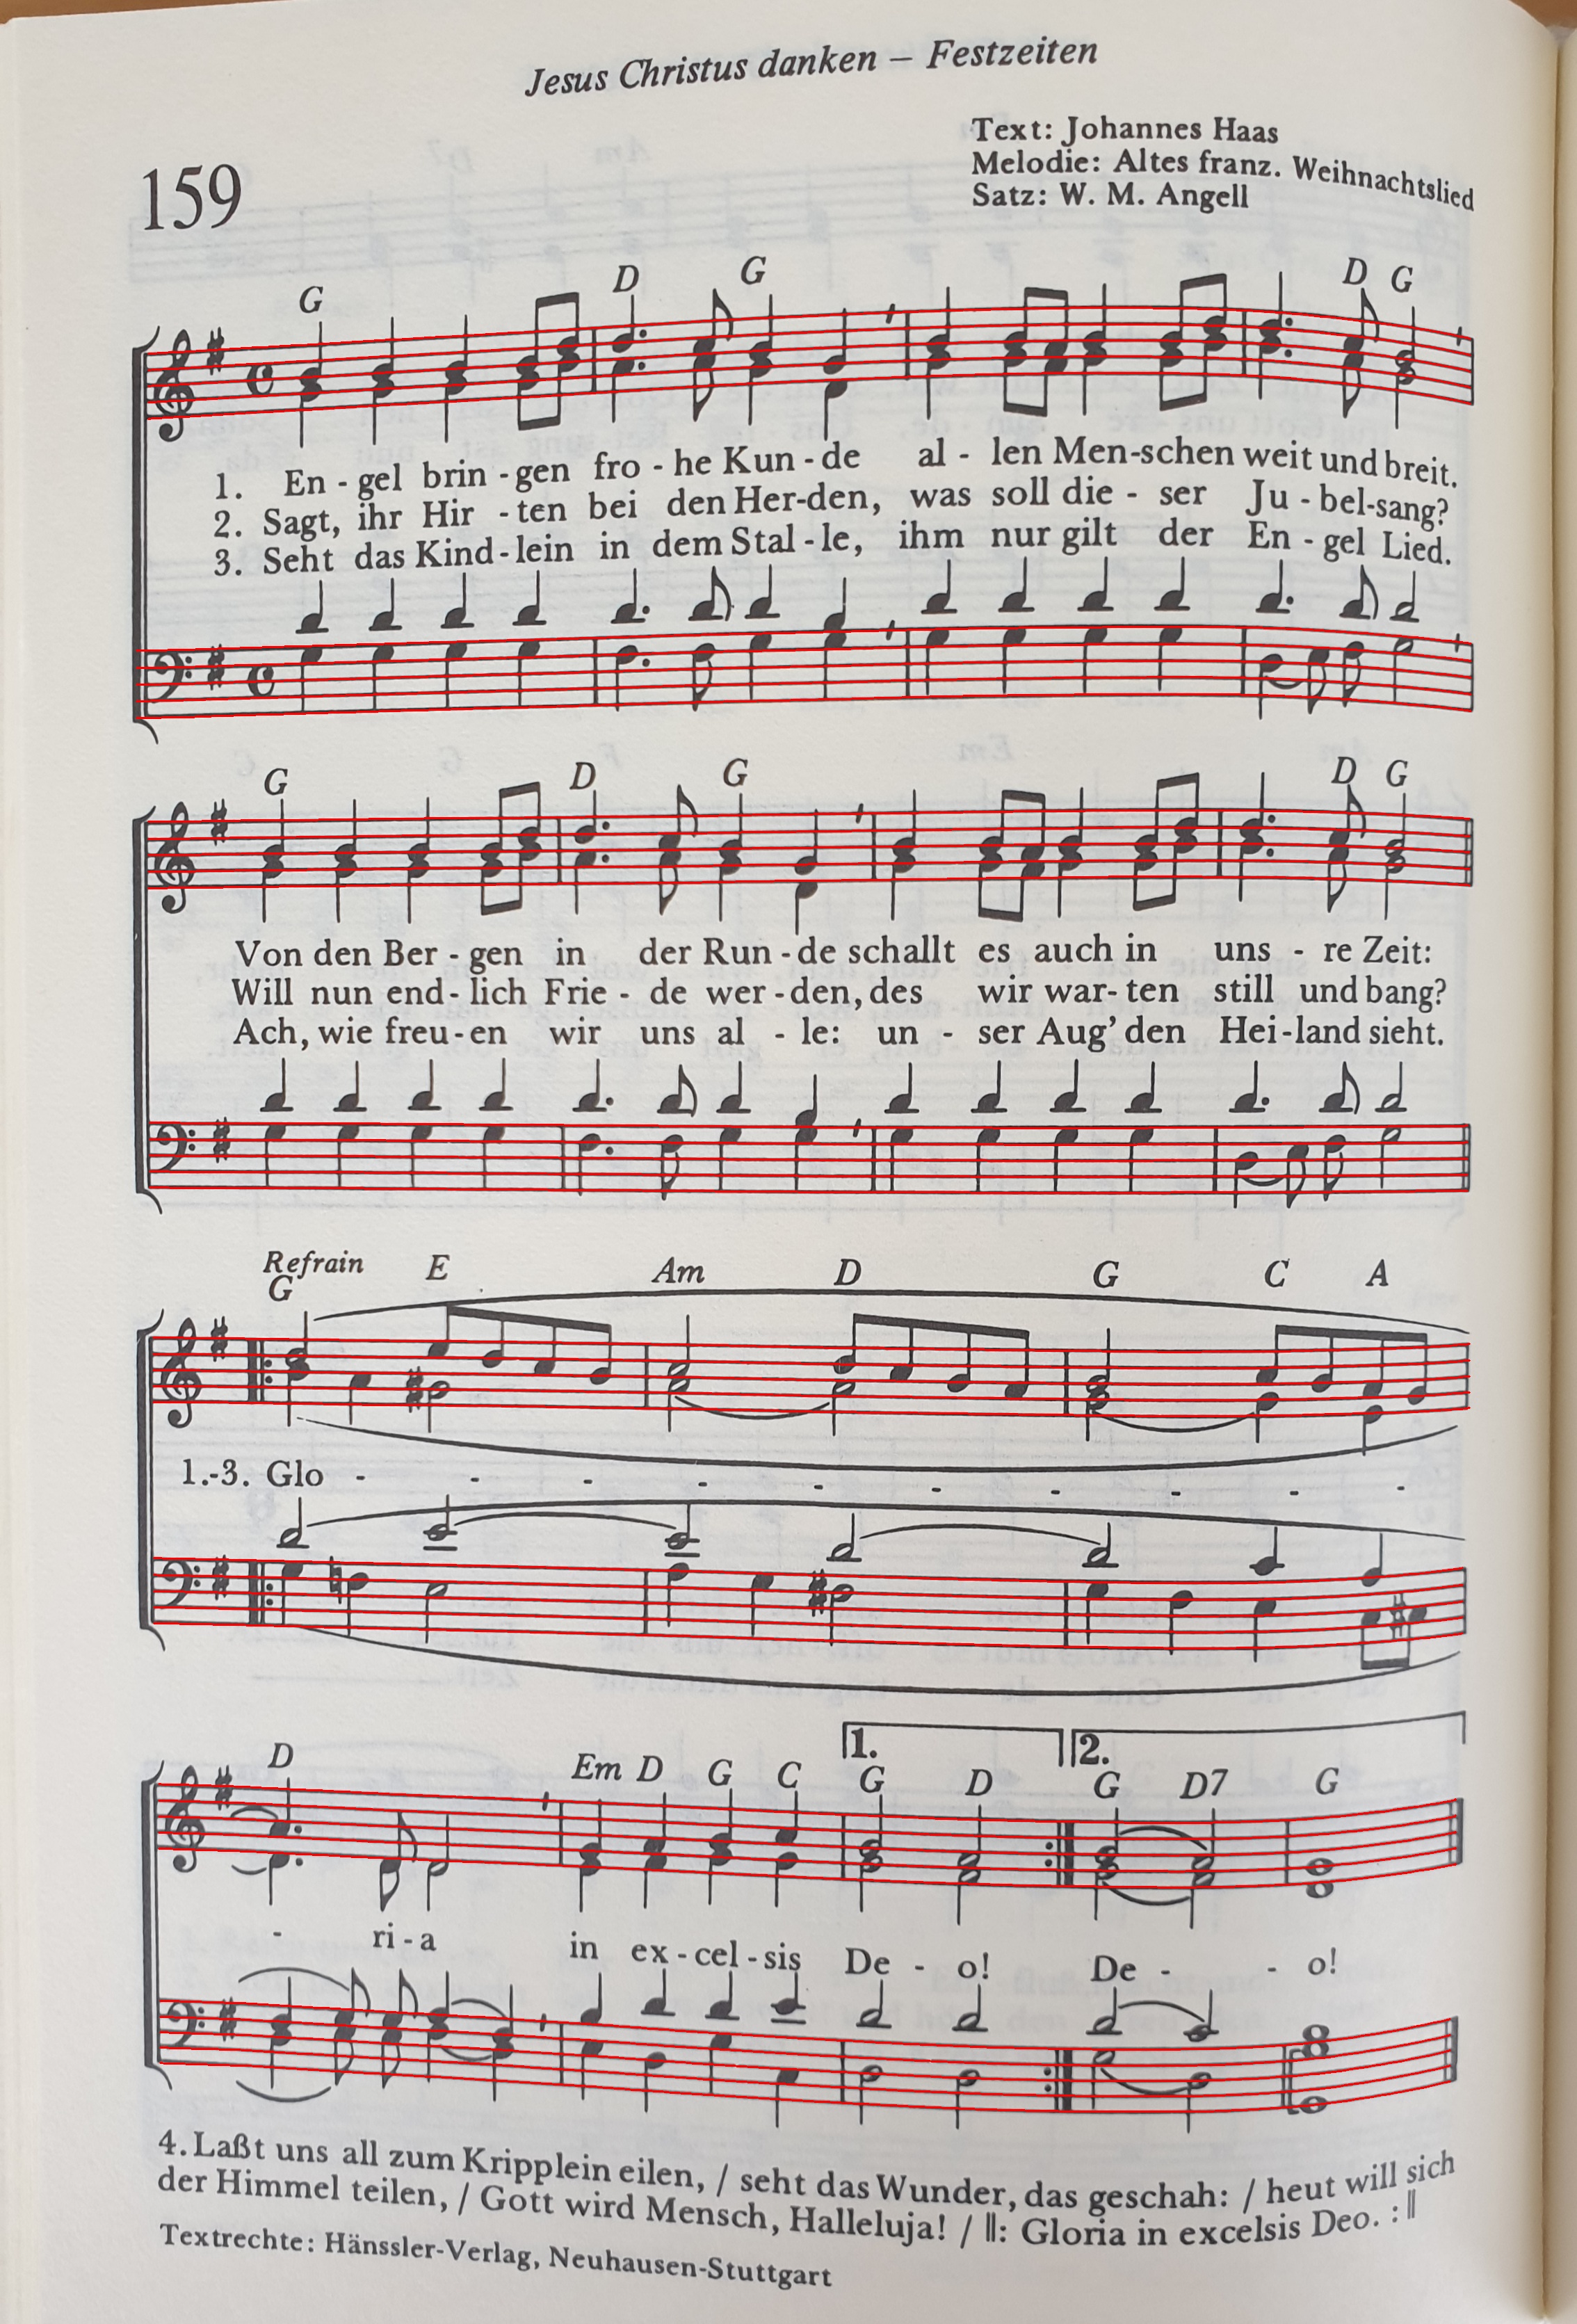 Jesus Christus danken – Festzeiten
159
Text: Johannes Haas
Melodie: Altes franz. Weihnachtslied
Satz: W. M. Angell
G D G D G
1. En - gel brin - gen fro - he Kun - de al - len Men - schen weit und breit.
2. Sagt, ihr Hir - ten bei den Her - den, was soll die - ser Ju - bel - sang?
3. Seht das Kind - lein in dem Stal - le, ihm nur gilt der En - gel Lied.
G D G D G
Von den Ber - gen in der Run - de schallt es auch in uns - re Zeit:
Will nun end - lich Frie - de wer - den, des wir war - ten still und bang?
Ach, wie freu - en wir uns al - le: un - ser Aug’ den Hei - land sieht.
Refrain
G E Am D G C A
1.-3. Glo - - - - - - - - - -
1. 2.
D Em D G C G D G D7 G
- ri - a in ex - cel - sis De - o! De - - o!
4. Laßt uns all zum Kripplein eilen, / seht das Wunder, das geschah: / heut will sich
der Himmel teilen, / Gott wird Mensch, Halleluja! / ‖: Gloria in excelsis Deo. :‖
Textrechte: Hänssler-Verlag, Neuhausen-Stuttgart